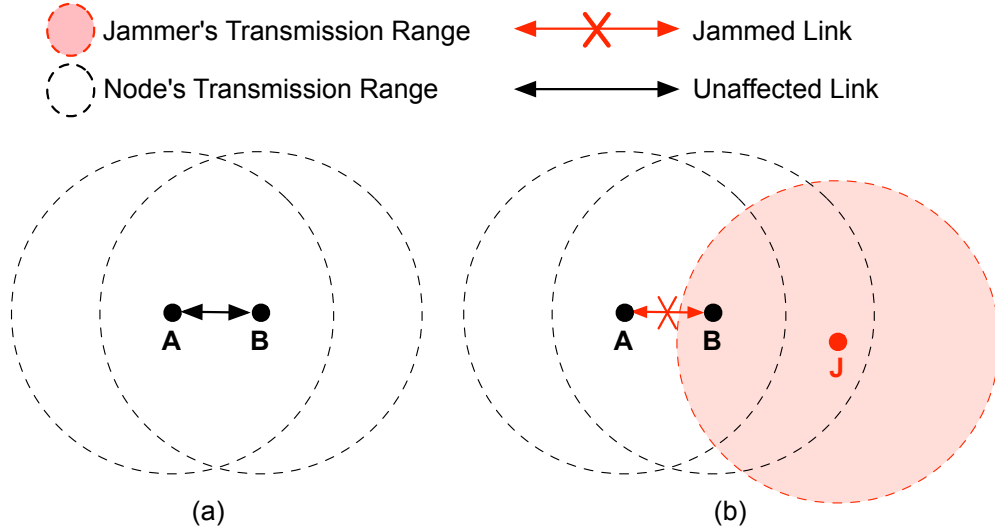 Jammer's Transmission Range
Jammed Link
Node's Transmission Range
Unaffected Link
A
B
A
B
J
(a)
(b)